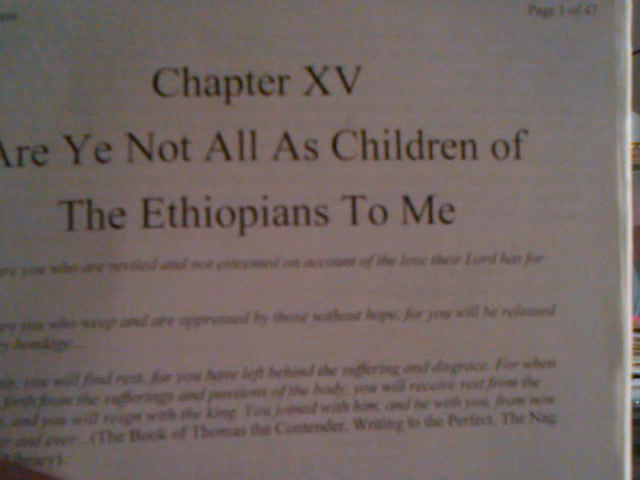 Page 1 of 43
Chapter XV
Are Ye Not All As Children of
The Ethiopians To Me
are you who are reviled and not esteemed on account of the love their Lord has for
are you who weep and are oppressed by those without hope, for you will be released
bondage...
you will find rest, for you have left behind the suffering and disgrace. For when
forth from the sufferings and passions of the body, you will receive rest from the
and you will reign with the king. You joined with him, and he with you, from now
and ever...(The Book of Thomas the Contender, Writing to the Perfect, The Nag
Library).